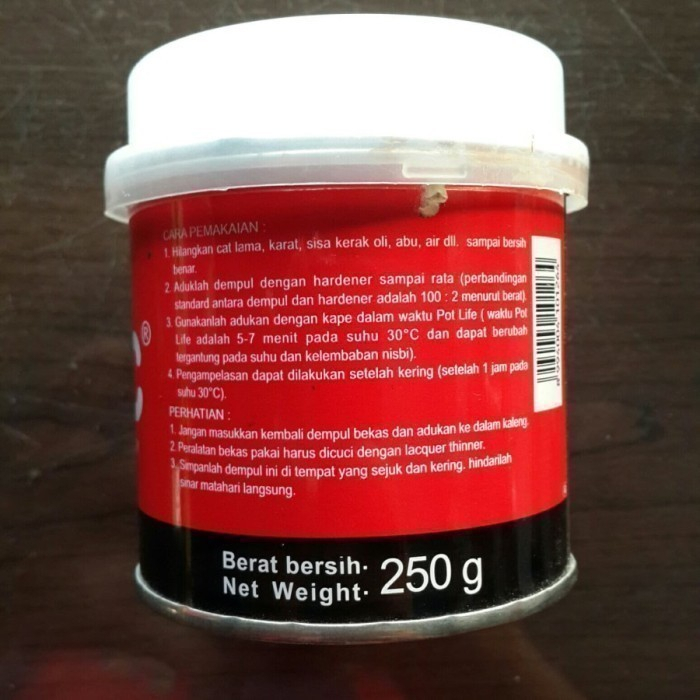 CARA PEMAKAIAN :
1. Hilangkan cat lama, karat, sisa kerak oli, abu, air dll. sampai bersih
benar.
2. Aduklah dempul dengan hardener sampai rata (perbandingan
standard antara dempul dan hardener adalah 100 : 2 menurut berat).
3. Gunakanlah adukan dengan kape dalam waktu Pot Life ( waktu Pot
Life adalah 5-7 menit pada suhu 30°C dan dapat berubah
tergantung pada suhu dan kelembaban nisbi).
4. Pengampelasan dapat dilakukan setelah kering (setelah 1 jam pada
suhu 30°C).
®
PERHATIAN :
1. Jangan masukkan kembali dempul bekas dan adukan ke dalam kaleng.
2. Peralatan bekas pakai harus dicuci dengan lacquer thinner.
3. Simpanlah dempul ini di tempat yang sejuk dan kering. hindarilah
sinar matahari langsung.
Berat bersih·
Net Weight· 250 g